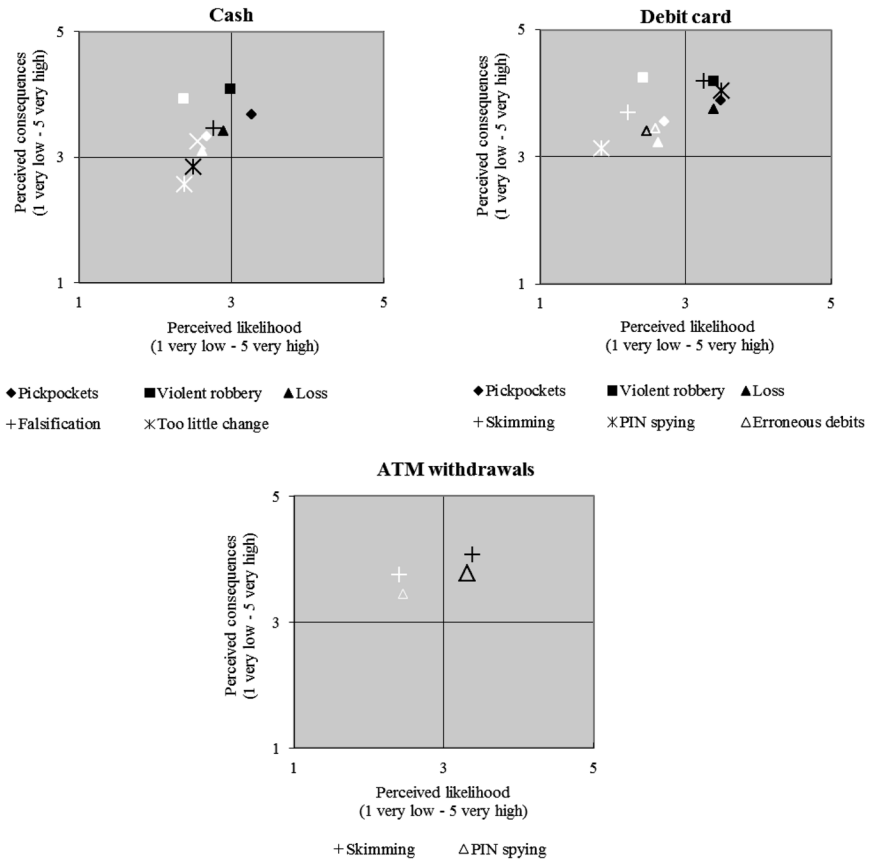 Cash
5
3
1
1
3
5
Perceived consequences
(1 very low - 5 very high)
Perceived likelihood
(1 very low - 5 very high)
Pickpockets
Violent robbery
Loss
Falsification
Too little change
Debit card
5
3
1
1
3
5
Perceived consequences
(1 very low - 5 very high)
Perceived likelihood
(1 very low - 5 very high)
Pickpockets
Violent robbery
Loss
Skimming
PIN spying
Erroneous debits
ATM withdrawals
5
3
1
1
3
5
Perceived consequences
(1 very low - 5 very high)
Perceived likelihood
(1 very low - 5 very high)
Skimming
PIN spying